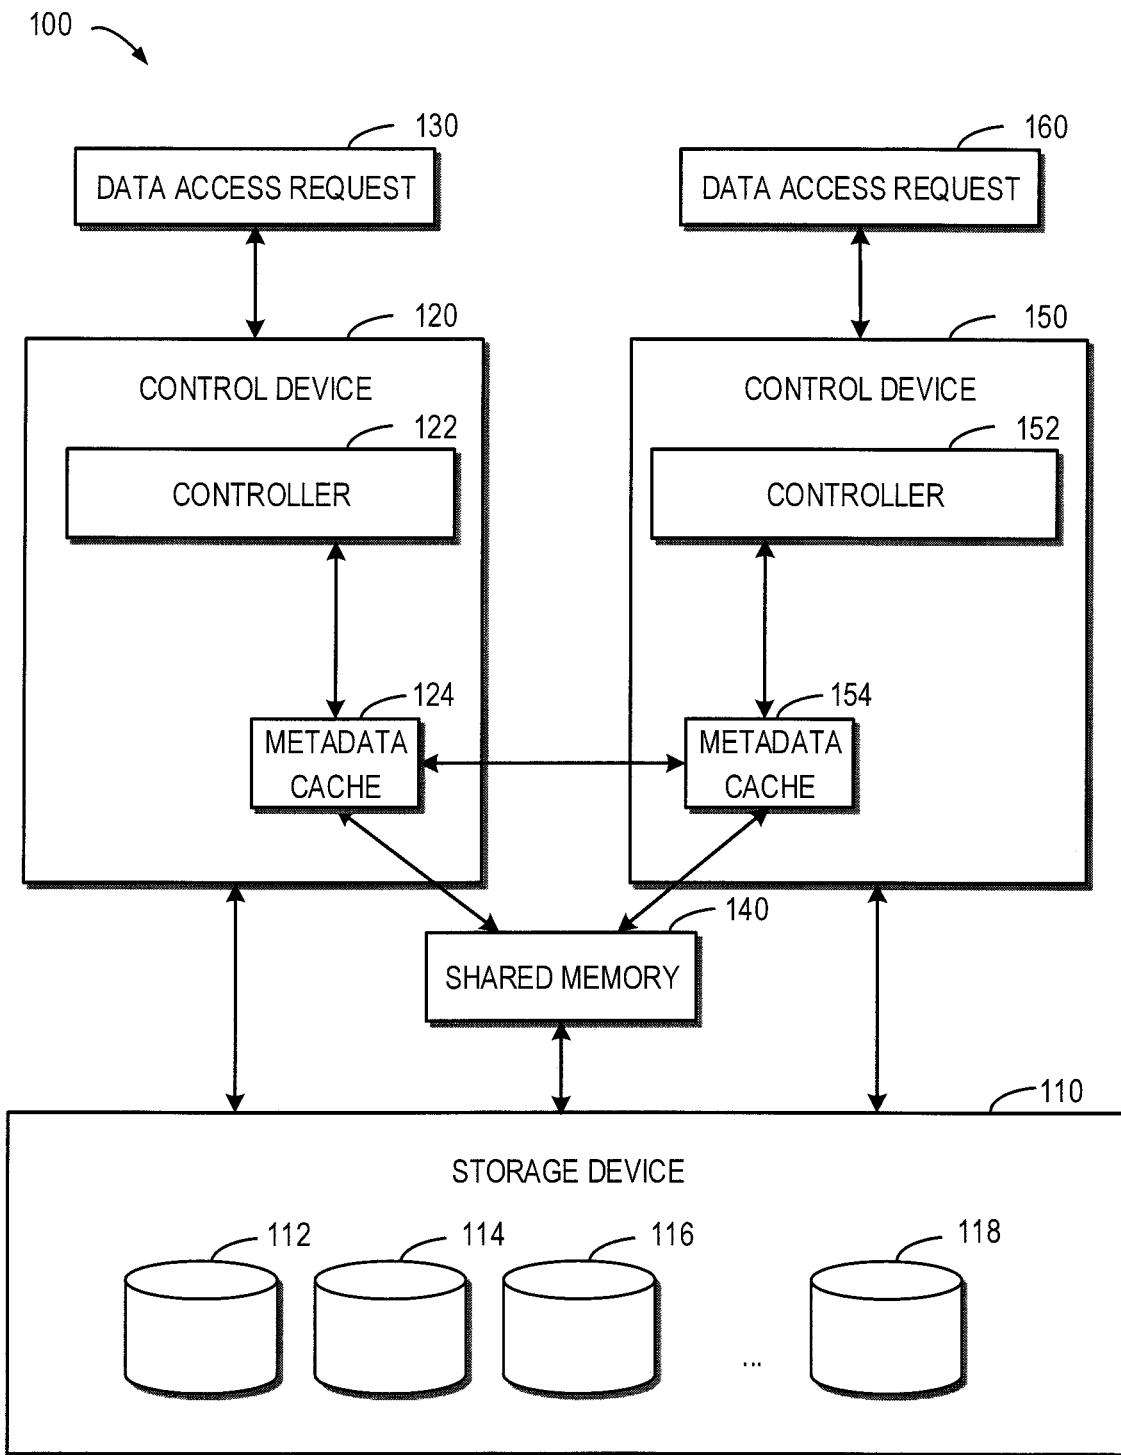 100
130
160
DATA ACCESS REQUEST
DATA ACCESS REQUEST
120
150
CONTROL DEVICE
CONTROL DEVICE
122
152
CONTROLLER
CONTROLLER
124
154
METADATA
CACHE
METADATA
CACHE
140
SHARED MEMORY
110
STORAGE DEVICE
112
114
116
118
...